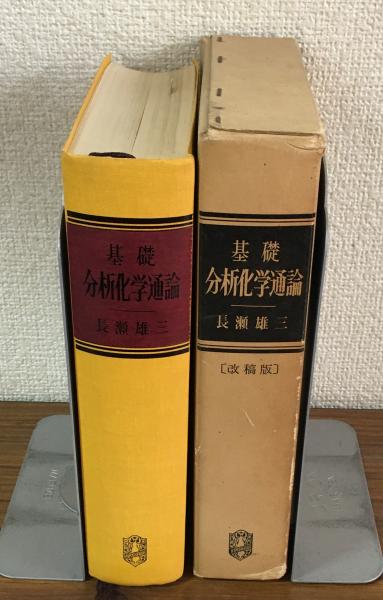 基礎
分析化学通論
長瀬雄三
基礎
分析化学通論
長瀬雄三
〔改稿版〕